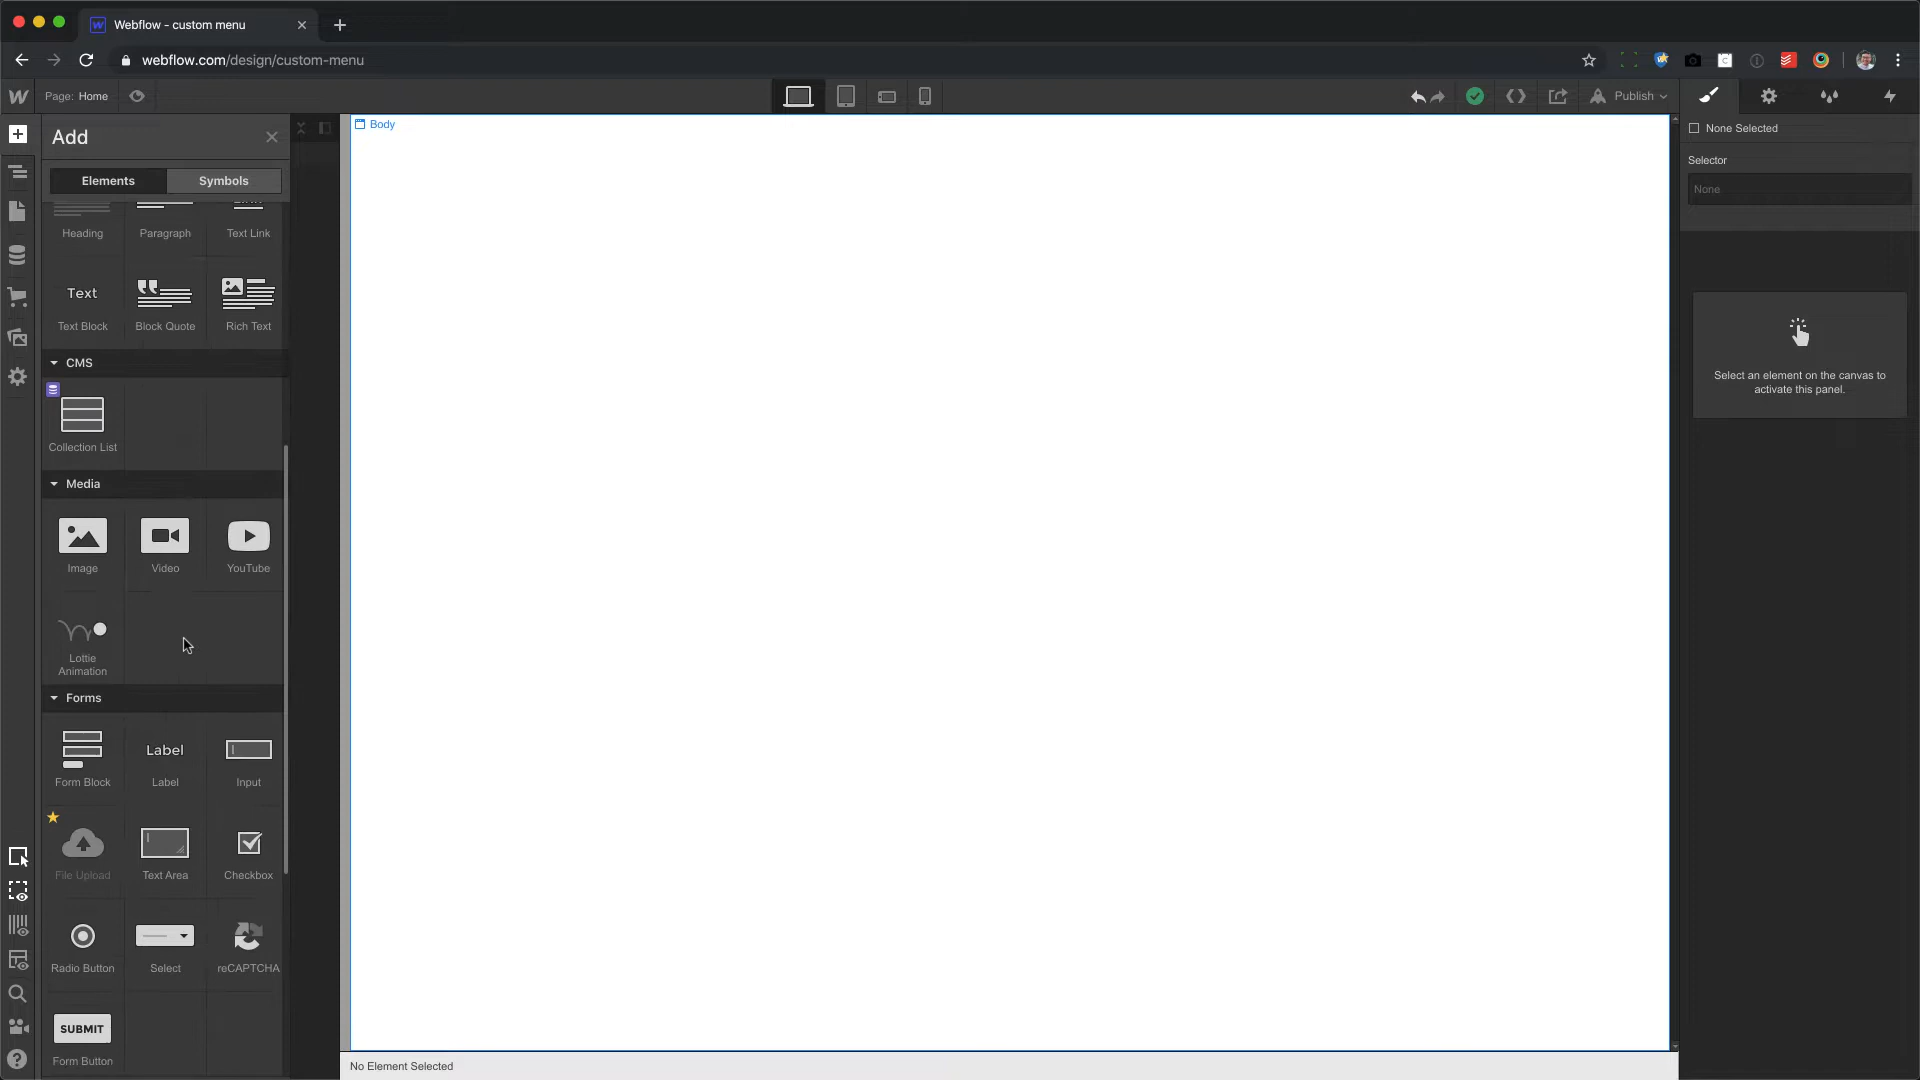 Webflow - custom menu
webflow.com/design/custom-menu
Page: Home
Publish
Add
Elements
Symbols
Heading
Paragraph
Text Link
Text
Text Block
Block Quote
Rich Text
CMS
Collection List
Media
Image
Video
YouTube
Lottie
Animation
Forms
Form Block
Label
Label
Input
File Upload
Text Area
Checkbox
Radio Button
Select
reCAPTCHA
SUBMIT
Form Button
Body
No Element Selected
None Selected
Selector
None
Select an element on the canvas to
activate this panel.